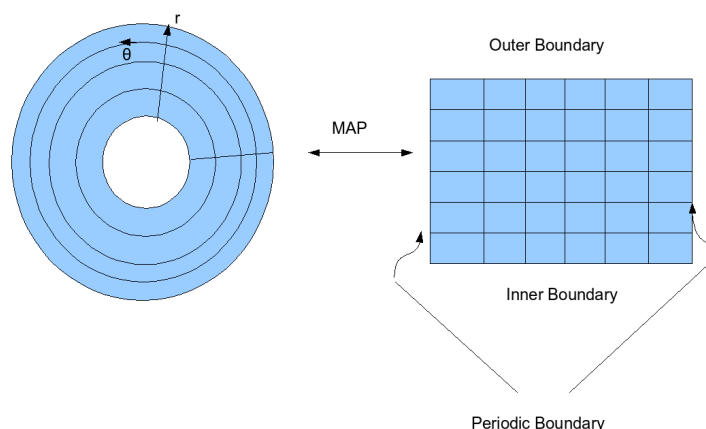 r
θ
Outer Boundary
MAP
Inner Boundary
Periodic Boundary